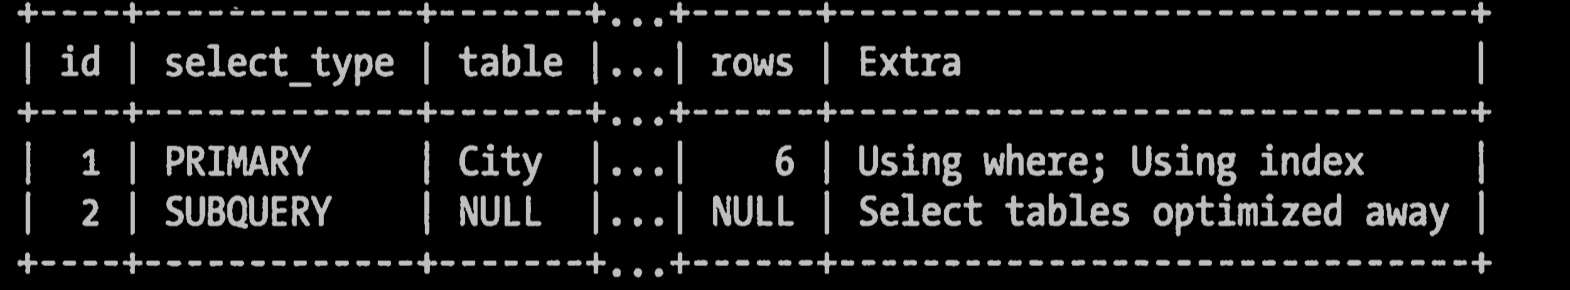 +----+-------------+-------+...+------+------------------------------+
| id | select_type | table |...| rows | Extra                        |
+----+-------------+-------+...+------+------------------------------+
|  1 | PRIMARY     | City  |...|    6 | Using where; Using index     |
|  2 | SUBQUERY    | NULL  |...| NULL | Select tables optimized away |
+----+-------------+-------+...+------+------------------------------+